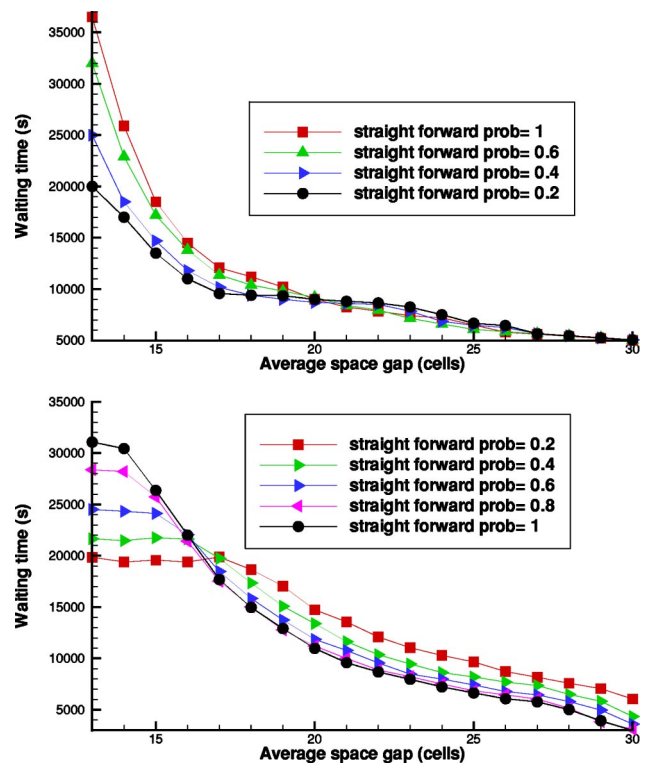 35000
30000
25000
20000
15000
10000
5000
Waiting time (s)
straight forward prob= 1
straight forward prob= 0.6
straight forward prob= 0.4
straight forward prob= 0.2
15 20 25 30
Average space gap (cells)
35000
30000
25000
20000
15000
10000
5000
Waiting time (s)
straight forward prob= 0.2
straight forward prob= 0.4
straight forward prob= 0.6
straight forward prob= 0.8
straight forward prob= 1
15 20 25 30
Average space gap (cells)